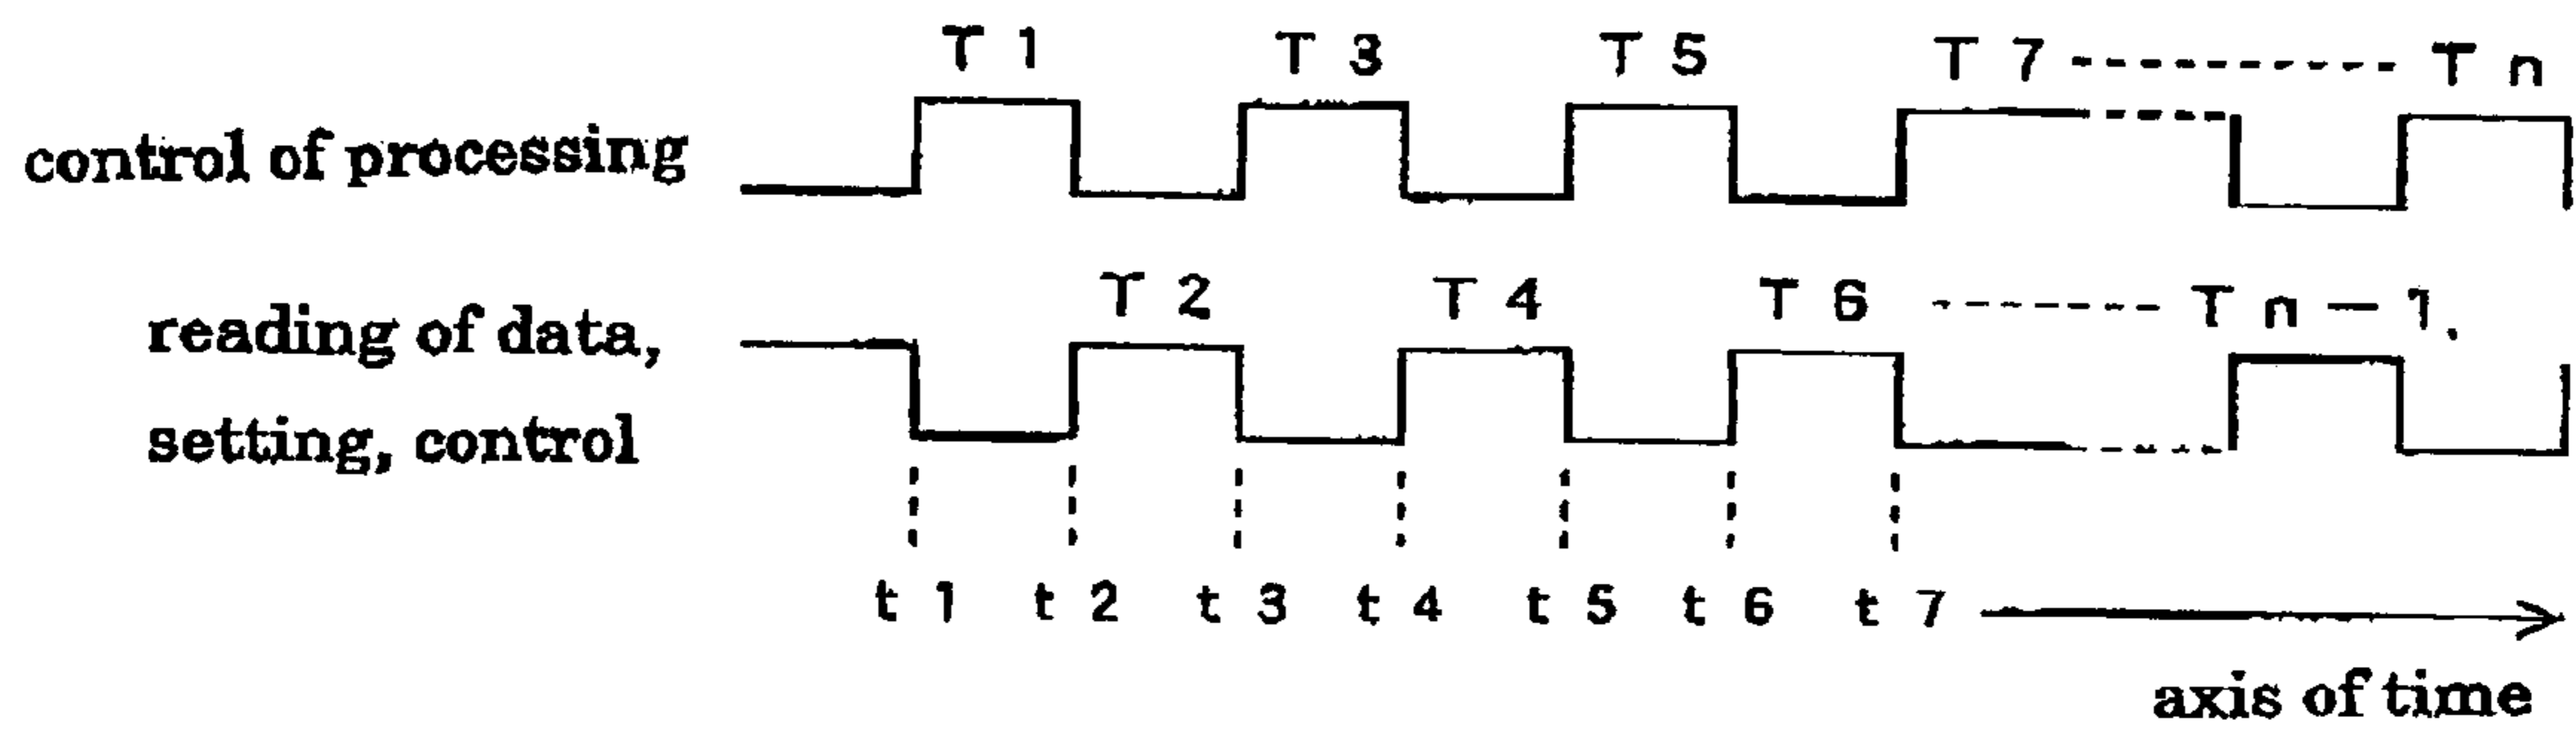 T 1 T 3 T 5 T 7 T n
control of processing
T 2 T 4 T 6 T n − 1.
reading of data,
setting, control
t 1 t 2 t 3 t 4 t 5 t 6 t 7
axis of time